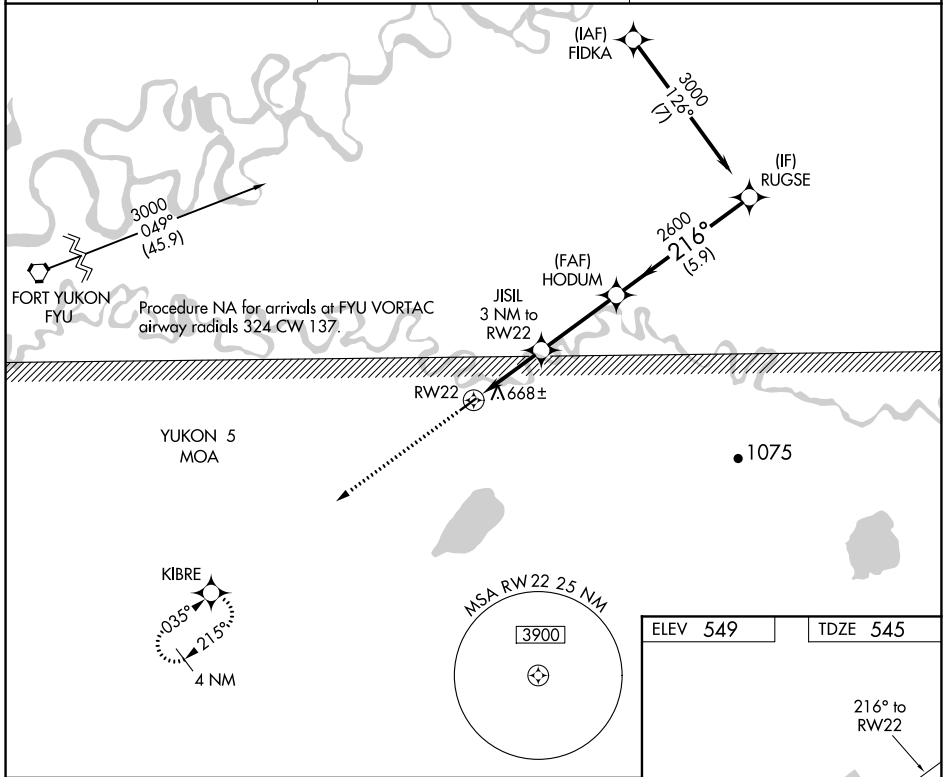 (IAF)
FIDKA
3000
126°
(7)
(IF)
RUGSE
3000
049°
(45.9)
2600
216°
(5.9)
(FAF)
HODUM
FORT YUKON
FYU
Procedure NA for arrivals at FYU VORTAC
airway radials 324 CW 137.
JISIL
3 NM to
RW22
RW22
668±
YUKON 5
MOA
1075
KIBRE
035°
215°
4 NM
MSA RW22 25 NM
3900
ELEV 549
TDZE 545
216° to
RW22